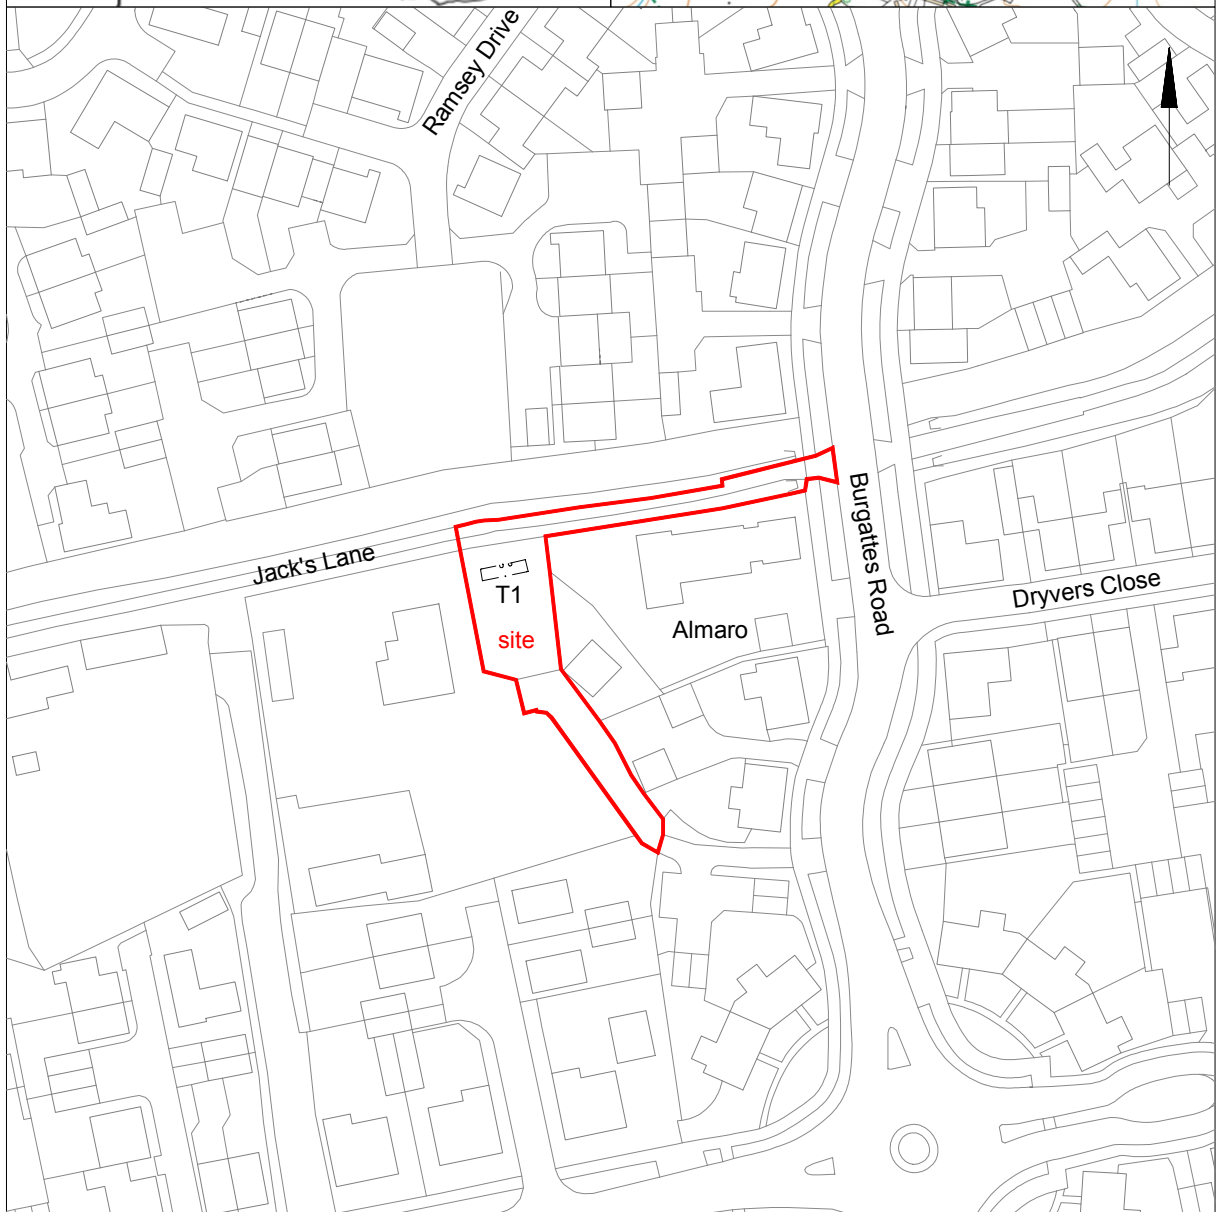 Ramsey Drive
Burgattes Road
Jack's Lane
T1
site
Almaro
Dryvers Close